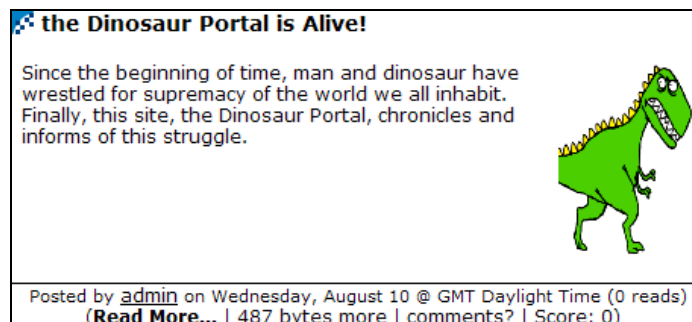 the Dinosaur Portal is Alive!
Since the beginning of time, man and dinosaur have
wrestled for supremacy of the world we all inhabit.
Finally, this site, the Dinosaur Portal, chronicles and
informs of this struggle.
Posted by admin on Wednesday, August 10 @ GMT Daylight Time (0 reads)
(Read More... | 487 bytes more | comments? | Score: 0)